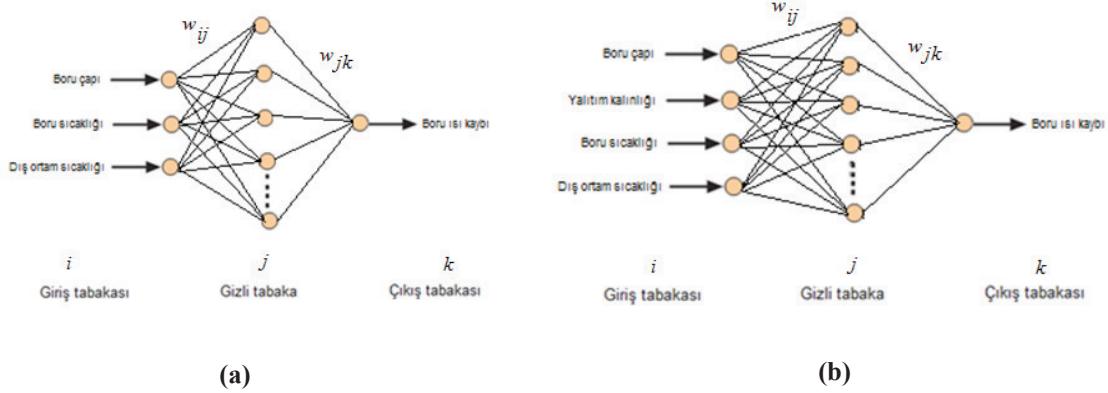 w_ij
w_jk
Boru çapı
Boru sıcaklığı
Dış ortam sıcaklığı
Boru ısı kaybı
i
j
k
Giriş tabakası
Gizli tabaka
Çıkış tabakası
(a)
w_ij
w_jk
Boru çapı
Yalıtım kalınlığı
Boru sıcaklığı
Dış ortam sıcaklığı
Boru ısı kaybı
i
j
k
Giriş tabakası
Gizli tabaka
Çıkış tabakası
(b)